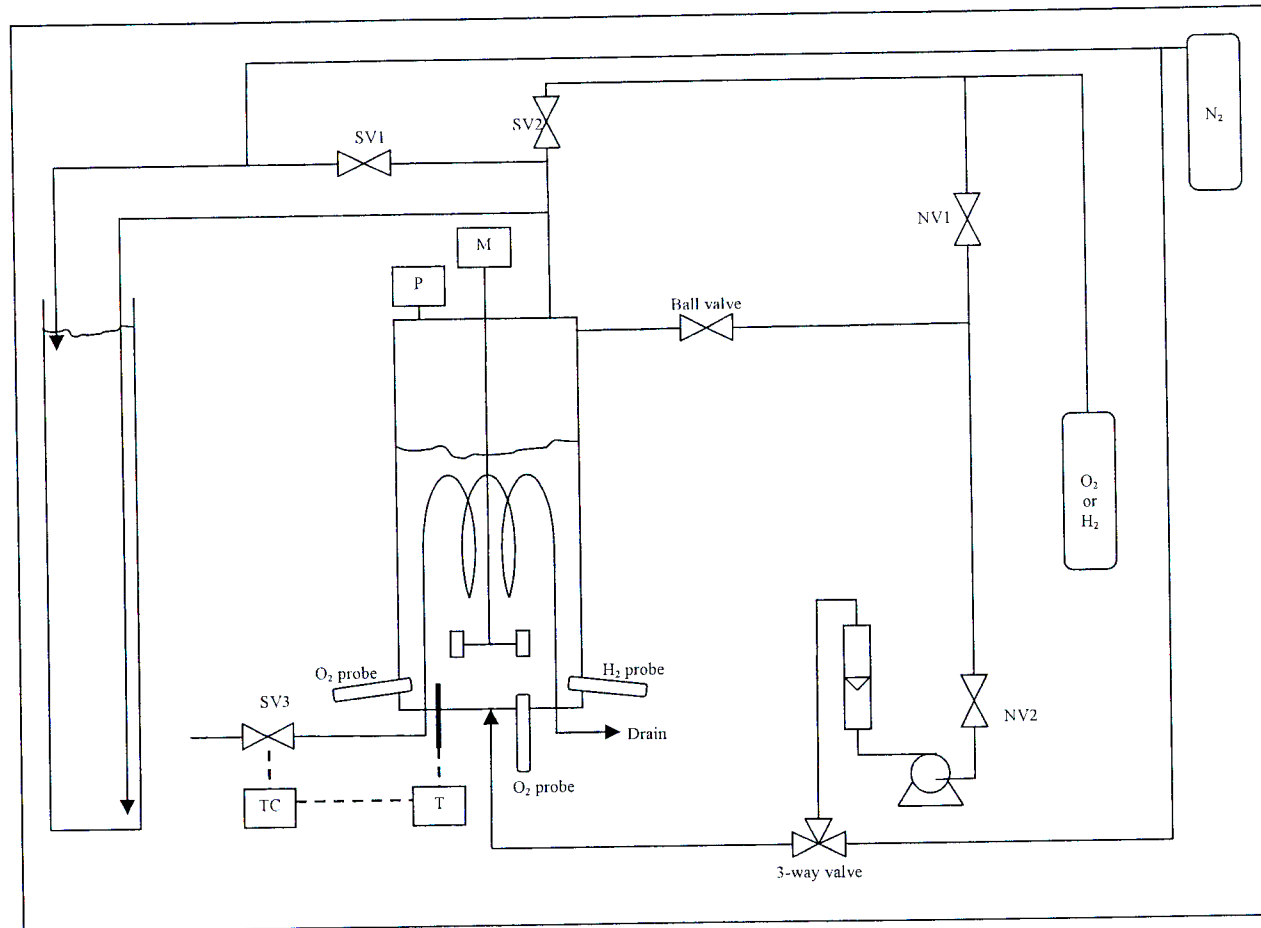 N₂
SV2
SV1
NV1
M
P
Ball valve
O₂
or
H₂
O₂ probe
H₂ probe
SV3
NV2
Drain
O₂ probe
TC
T
3-way valve